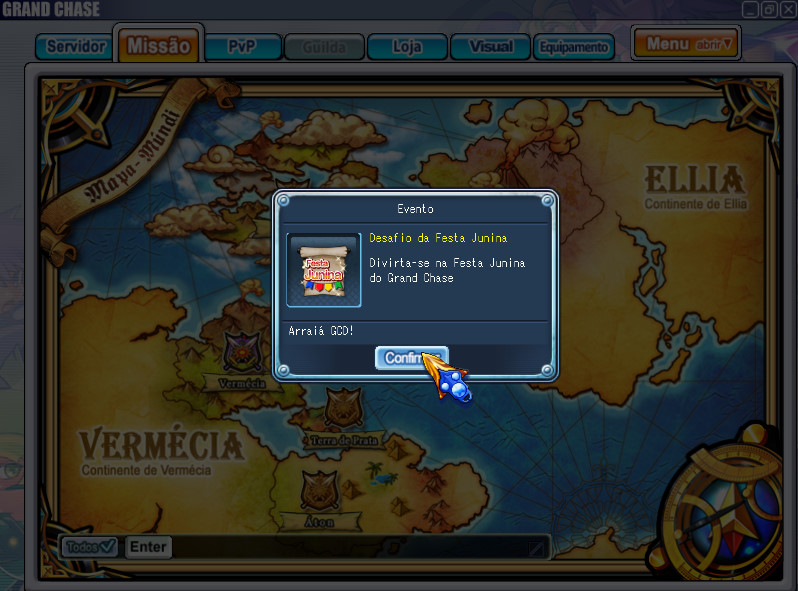 GRAND CHASE
Servidor
Missão
PvP
Guilda
Loja
Visual
Equipamento
Menu abrir
Mapa-Múndi
ELLIA
Continente de Ellia
Evento
Desafio da Festa Junina
Festa
Junina
Divirta-se na Festa Junina
do Grand Chase
Arraiá GCD!
Vermécia
Terra de Prata
VERMÉCIA
Continente de Vermécia
Áton
Todos
Enter